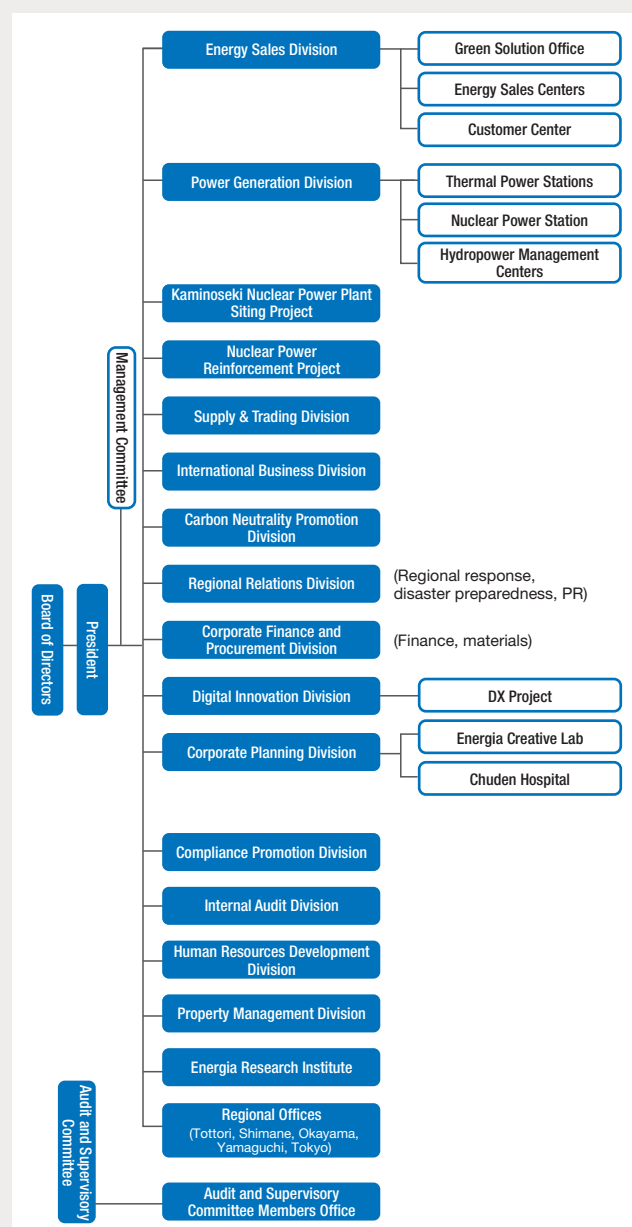 Energy Sales Division
Green Solution Office
Energy Sales Centers
Customer Center
Power Generation Division
Thermal Power Stations
Nuclear Power Station
Hydropower Management
Centers
Kaminoseki Nuclear Power Plant
Siting Project
Management Committee
Nuclear Power
Reinforcement Project
Supply & Trading Division
International Business Division
Carbon Neutrality Promotion
Division
Board of Directors
President
Regional Relations Division
(Regional response,
disaster preparedness, PR)
Corporate Finance and
Procurement Division
(Finance, materials)
Digital Innovation Division
DX Project
Corporate Planning Division
Energia Creative Lab
Chuden Hospital
Compliance Promotion Division
Internal Audit Division
Human Resources Development
Division
Property Management Division
Energia Research Institute
Regional Offices
(Tottori, Shimane, Okayama,
Yamaguchi, Tokyo)
Audit and Supervisory
Committee
Audit and Supervisory
Committee Members Office